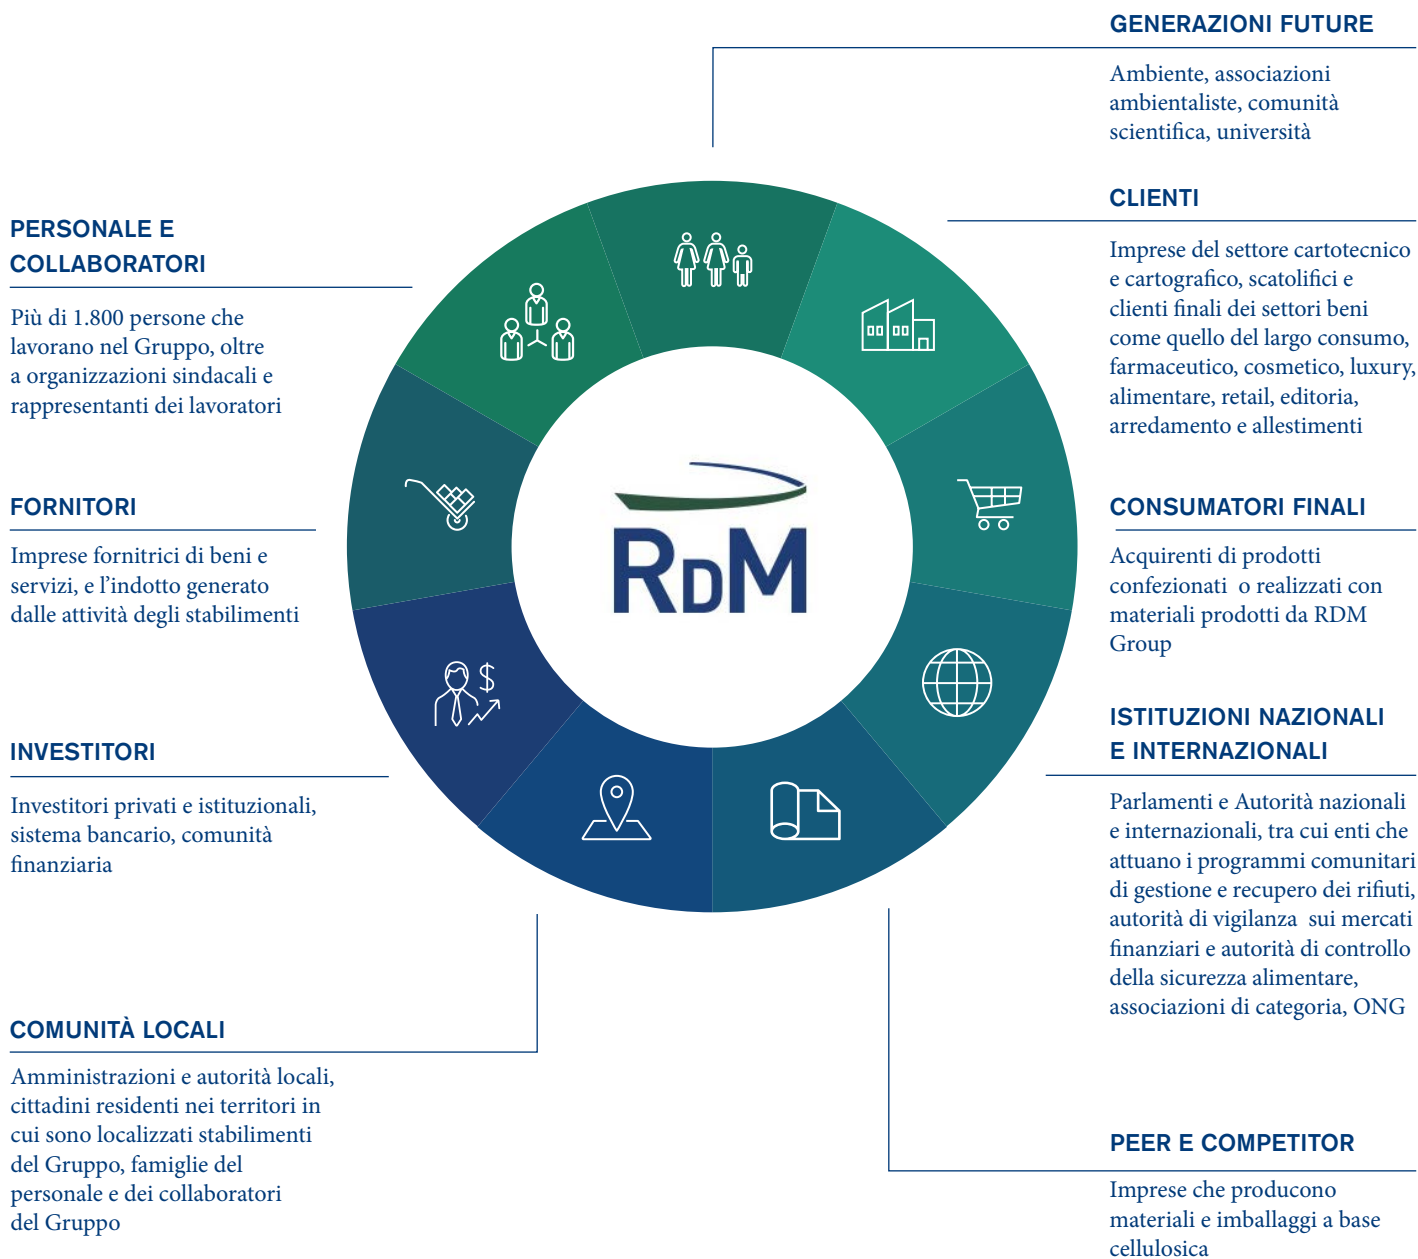 GENERAZIONI FUTURE
Ambiente, associazioni
ambientaliste, comunità
scientifica, università
CLIENTI
Imprese del settore cartotecnico
e cartografico, scatolifici e
clienti finali dei settori beni
come quello del largo consumo,
farmaceutico, cosmetico, luxury,
alimentare, retail, editoria,
arredamento e allestimenti
CONSUMATORI FINALI
Acquirenti di prodotti
confezionati o realizzati con
materiali prodotti da RDM
Group
ISTITUZIONI NAZIONALI
E INTERNAZIONALI
Parlamenti e Autorità nazionali
e internazionali, tra cui enti che
attuano i programmi comunitari
di gestione e recupero dei rifiuti,
autorità di vigilanza sui mercati
finanziari e autorità di controllo
della sicurezza alimentare,
associazioni di categoria, ONG
PEER E COMPETITOR
Imprese che producono
materiali e imballaggi a base
cellulosica
PERSONALE E
COLLABORATORI
Più di 1.800 persone che
lavorano nel Gruppo, oltre
a organizzazioni sindacali e
rappresentanti dei lavoratori
FORNITORI
Imprese fornitrici di beni e
servizi, e l'indotto generato
dalle attività degli stabilimenti
INVESTITORI
Investitori privati e istituzionali,
sistema bancario, comunità
finanziaria
COMUNITÀ LOCALI
Amministrazioni e autorità locali,
cittadini residenti nei territori in
cui sono localizzati stabilimenti
del Gruppo, famiglie del
personale e dei collaboratori
del Gruppo
RDM
$